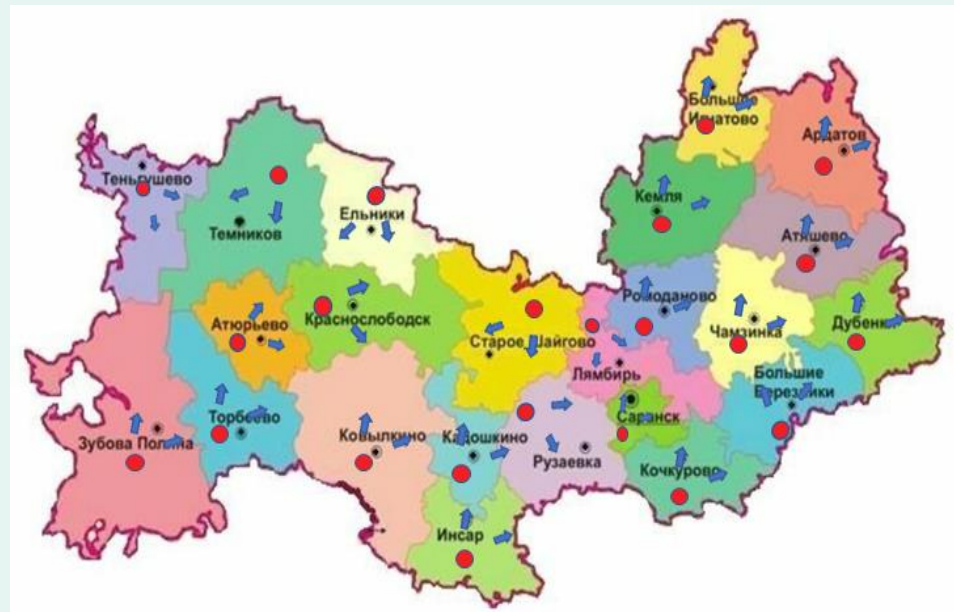 Большие
Игнатово
Ардатов
Теньгушево
Кемля
Ельники
Темников
Атяшево
Ромоданово
Атюрьево
Краснослободск
Чамзинка
Дубенки
Старое Шайгово
Лямбирь
Большие
Березники
Торбеево
Саранск
Зубова Поляна
Ковылкино
Кадошкино
Рузаевка
Кочкурово
Инсар